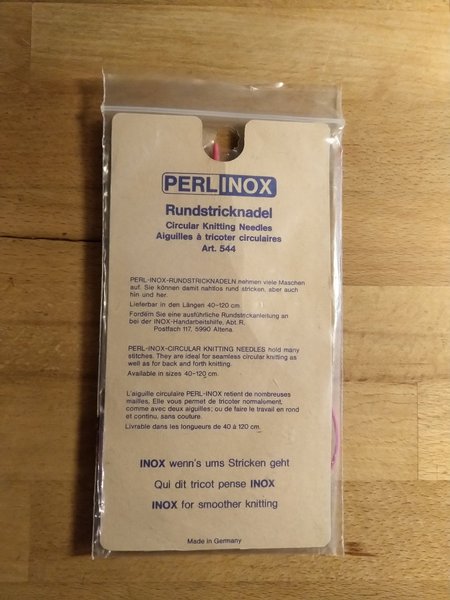 PERL INOX
Rundstricknadel
Circular Knitting Needles
Aiguilles à tricoter circulaires
Art. 544
PERL-INOX-RUNDSTRICKNADELN nehmen viele Maschen
auf. Sie können damit nahtlos rund stricken, aber auch
hin und her.
Lieferbar in den Längen 40-120 cm.
Fordern Sie eine ausführliche Rundstrickanleitung an
bei der INOX-Handarbeitshilfe, Abt. R.
Postfach 117, 5990 Altena.
PERL-INOX-CIRCULAR KNITTING NEEDLES hold many
stitches. They are ideal for seamless circular knitting as
well as for back and forth knitting.
Available in sizes 40-120 cm.
L'aiguille circulaire PERL-INOX retient de nombreuses
mailles. Elle vous permet de tricoter normalement,
comme avec deux aiguilles; ou de faire le travail en rond
et continu, sans couture.
Livrable dans les longueurs de 40 à 120 cm.
INOX wenn's ums Stricken geht
Qui dit tricot pense INOX
INOX for smoother knitting
Made in Germany